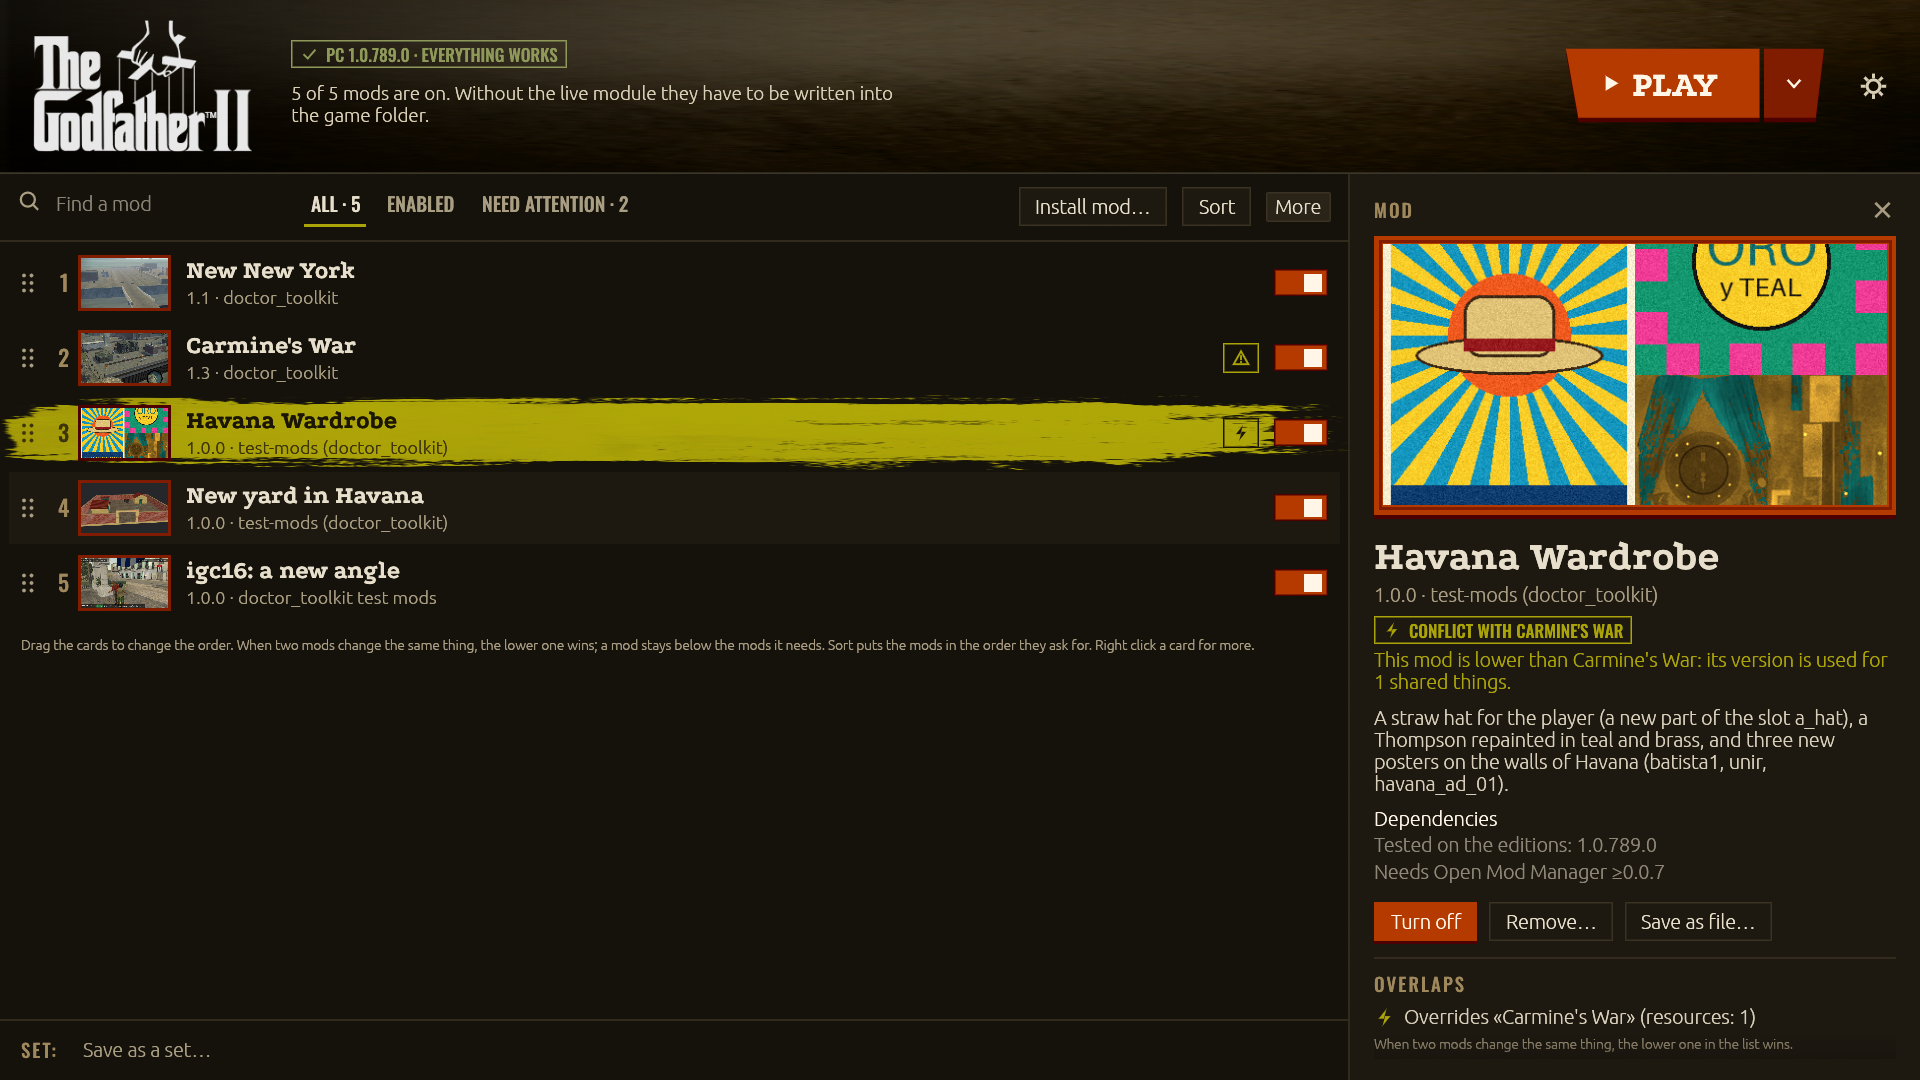 The Godfather II™
PC 1.0.789.0 · EVERYTHING WORKS
5 of 5 mods are on. Without the live module they have to be written into
the game folder.
PLAY
Find a mod
ALL · 5
ENABLED
NEED ATTENTION · 2
Install mod…
Sort
More
1
New New York
1.1 · doctor_toolkit
2
Carmine's War
1.3 · doctor_toolkit
3
Havana Wardrobe
1.0.0 · test-mods (doctor_toolkit)
4
New yard in Havana
1.0.0 · test-mods (doctor_toolkit)
5
igc16: a new angle
1.0.0 · doctor_toolkit test mods
Drag the cards to change the order. When two mods change the same thing, the lower one wins; a mod stays below the mods it needs. Sort puts the mods in the order they ask for. Right click a card for more.
SET:
Save as a set…
MOD
ORO
y TEAL
Havana Wardrobe
1.0.0 · test-mods (doctor_toolkit)
CONFLICT WITH CARMINE'S WAR
This mod is lower than Carmine's War: its version is used for
1 shared things.
A straw hat for the player (a new part of the slot a_hat), a
Thompson repainted in teal and brass, and three new
posters on the walls of Havana (batista1, unir,
havana_ad_01).
Dependencies
Tested on the editions: 1.0.789.0
Needs Open Mod Manager ≥0.0.7
Turn off
Remove…
Save as file…
OVERLAPS
Overrides «Carmine's War» (resources: 1)
When two mods change the same thing, the lower one in the list wins.